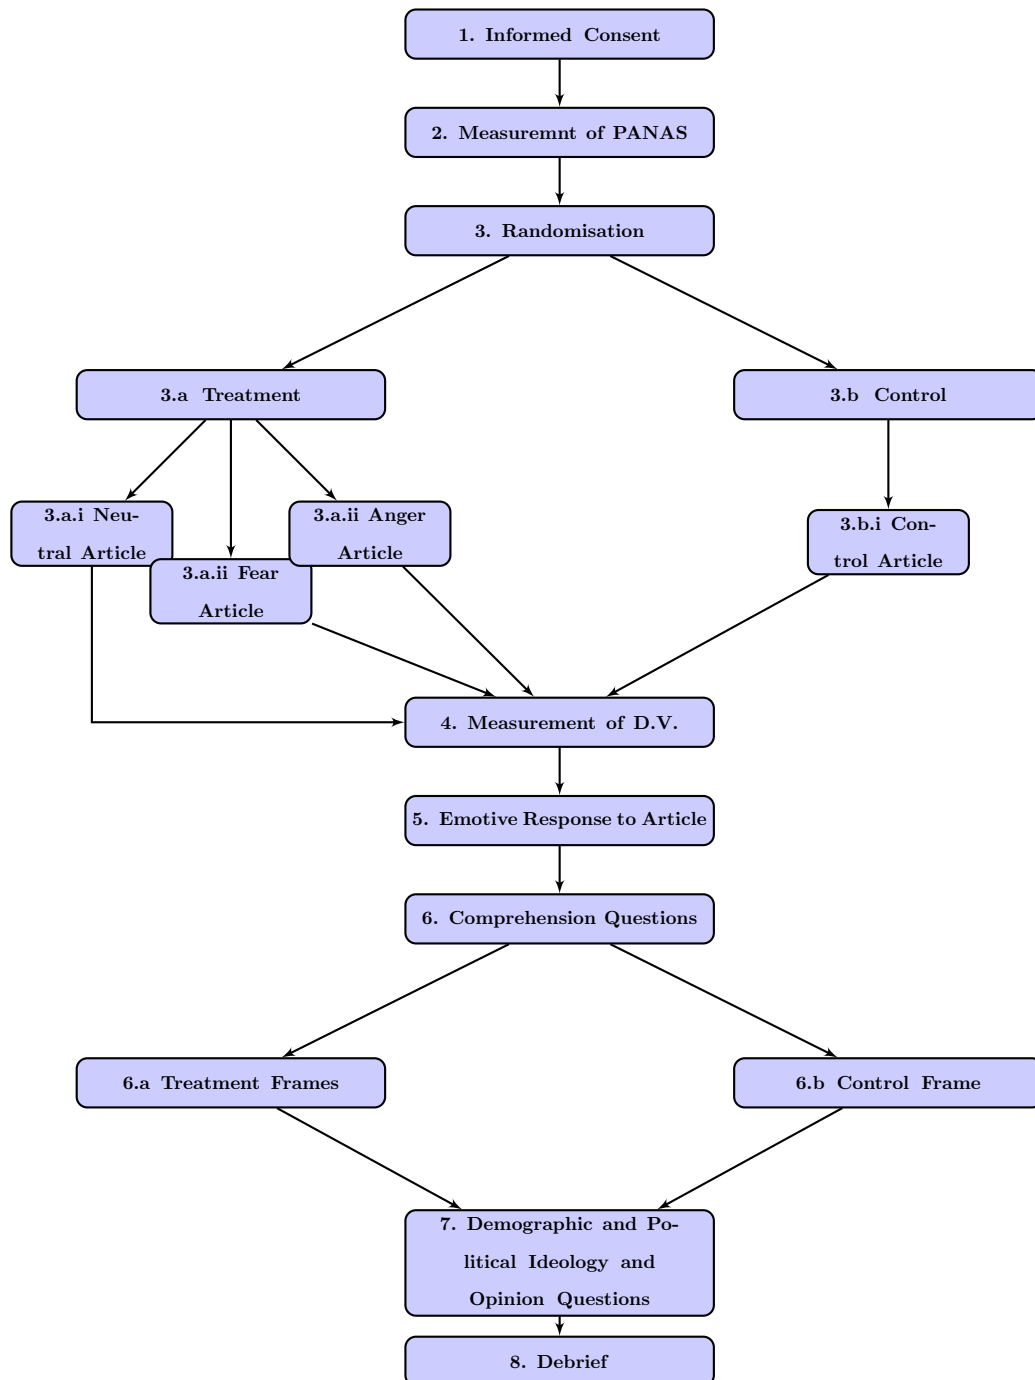 1. Informed Consent
2. Measuremnt of PANAS
3. Randomisation
3.a Treatment
3.b Control
3.a.i Neu-
tral Article
3.a.ii Fear
Article
3.a.ii Anger
Article
3.b.i Con-
trol Article
4. Measurement of D.V.
5. Emotive Response to Article
6. Comprehension Questions
6.a Treatment Frames
6.b Control Frame
7. Demographic and Po-
litical Ideology and
Opinion Questions
8. Debrief